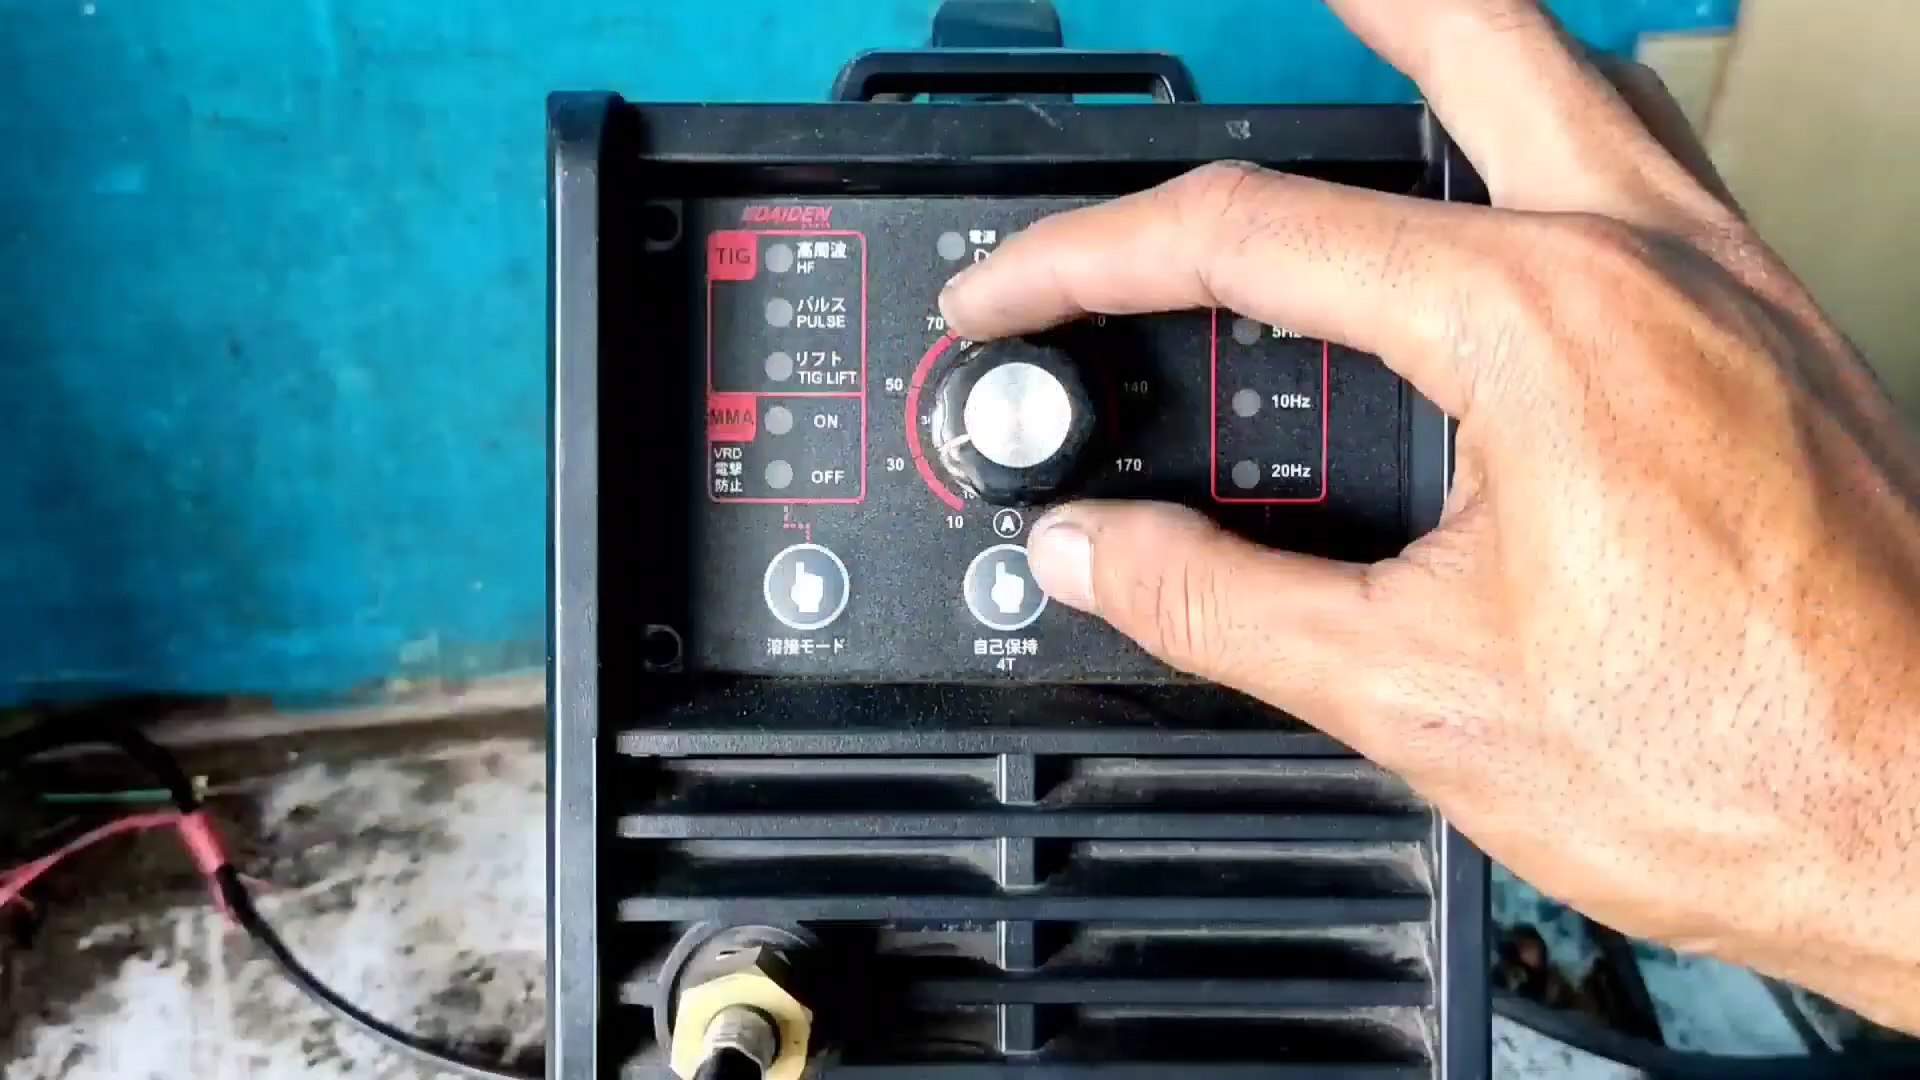 DAIDEN
TIG
高周波
HF
パルス
PULSE
リフト
TIG LIFT
MMA
ON
VRD
電撃
防止
OFF
電源
70
50
30
10
140
170
A
10Hz
20Hz
溶接モード
自己保持
4T